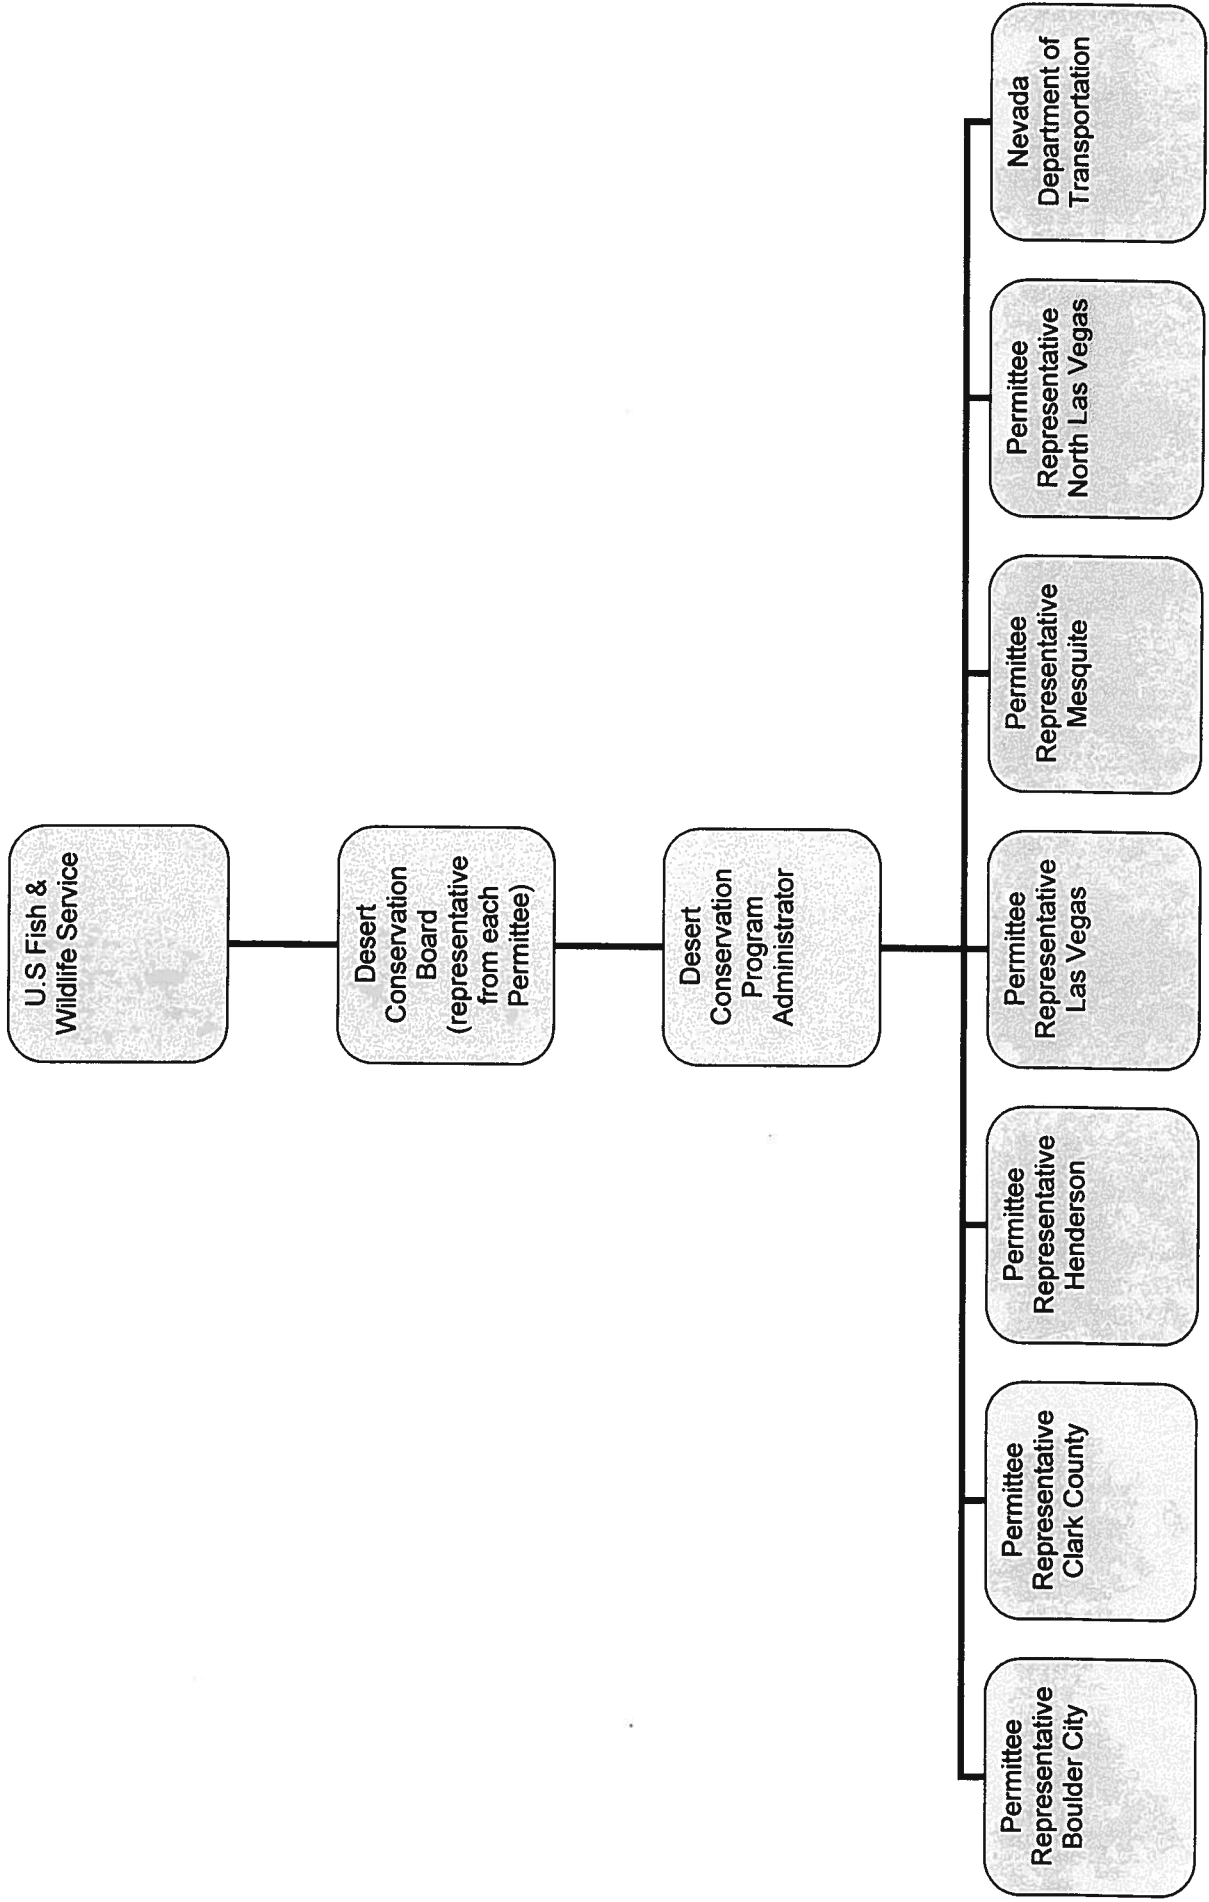 U.S Fish &
Wildlife Service
Desert
Conservation
Board
(representative
from each
Permittee)
Desert
Conservation
Program
Administrator
Permittee
Representative
Boulder City
Permittee
Representative
Clark County
Permittee
Representative
Henderson
Permittee
Representative
Las Vegas
Permittee
Representative
Mesquite
Permittee
Representative
North Las Vegas
Nevada
Department of
Transportation